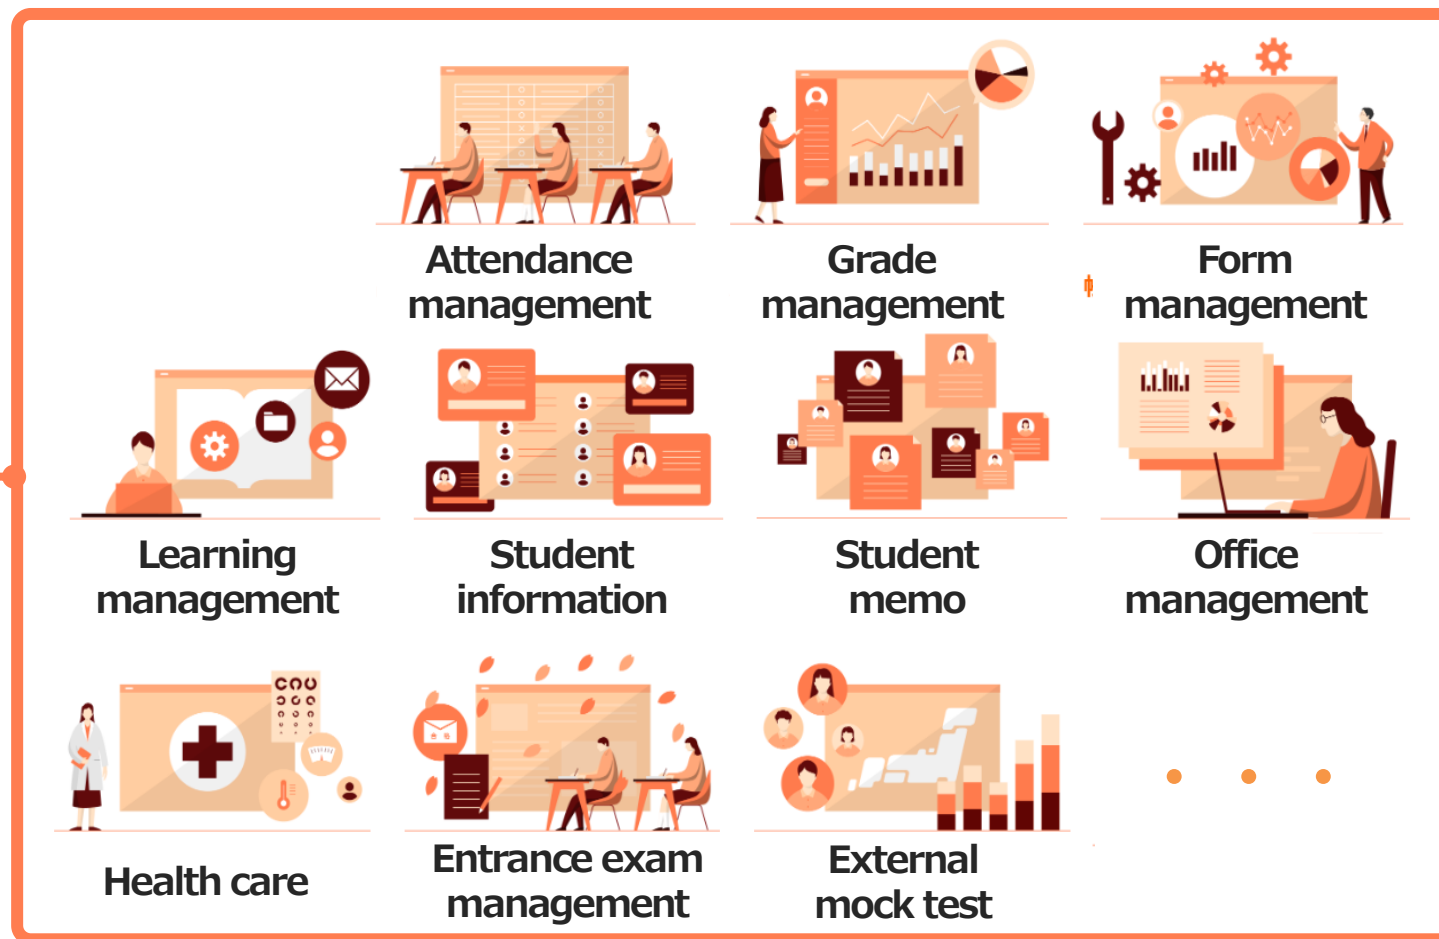 Attendance
management
Grade
management
Form
management
Learning
management
Student
information
Student
memo
Office
management
Health care
Entrance exam
management
External
mock test